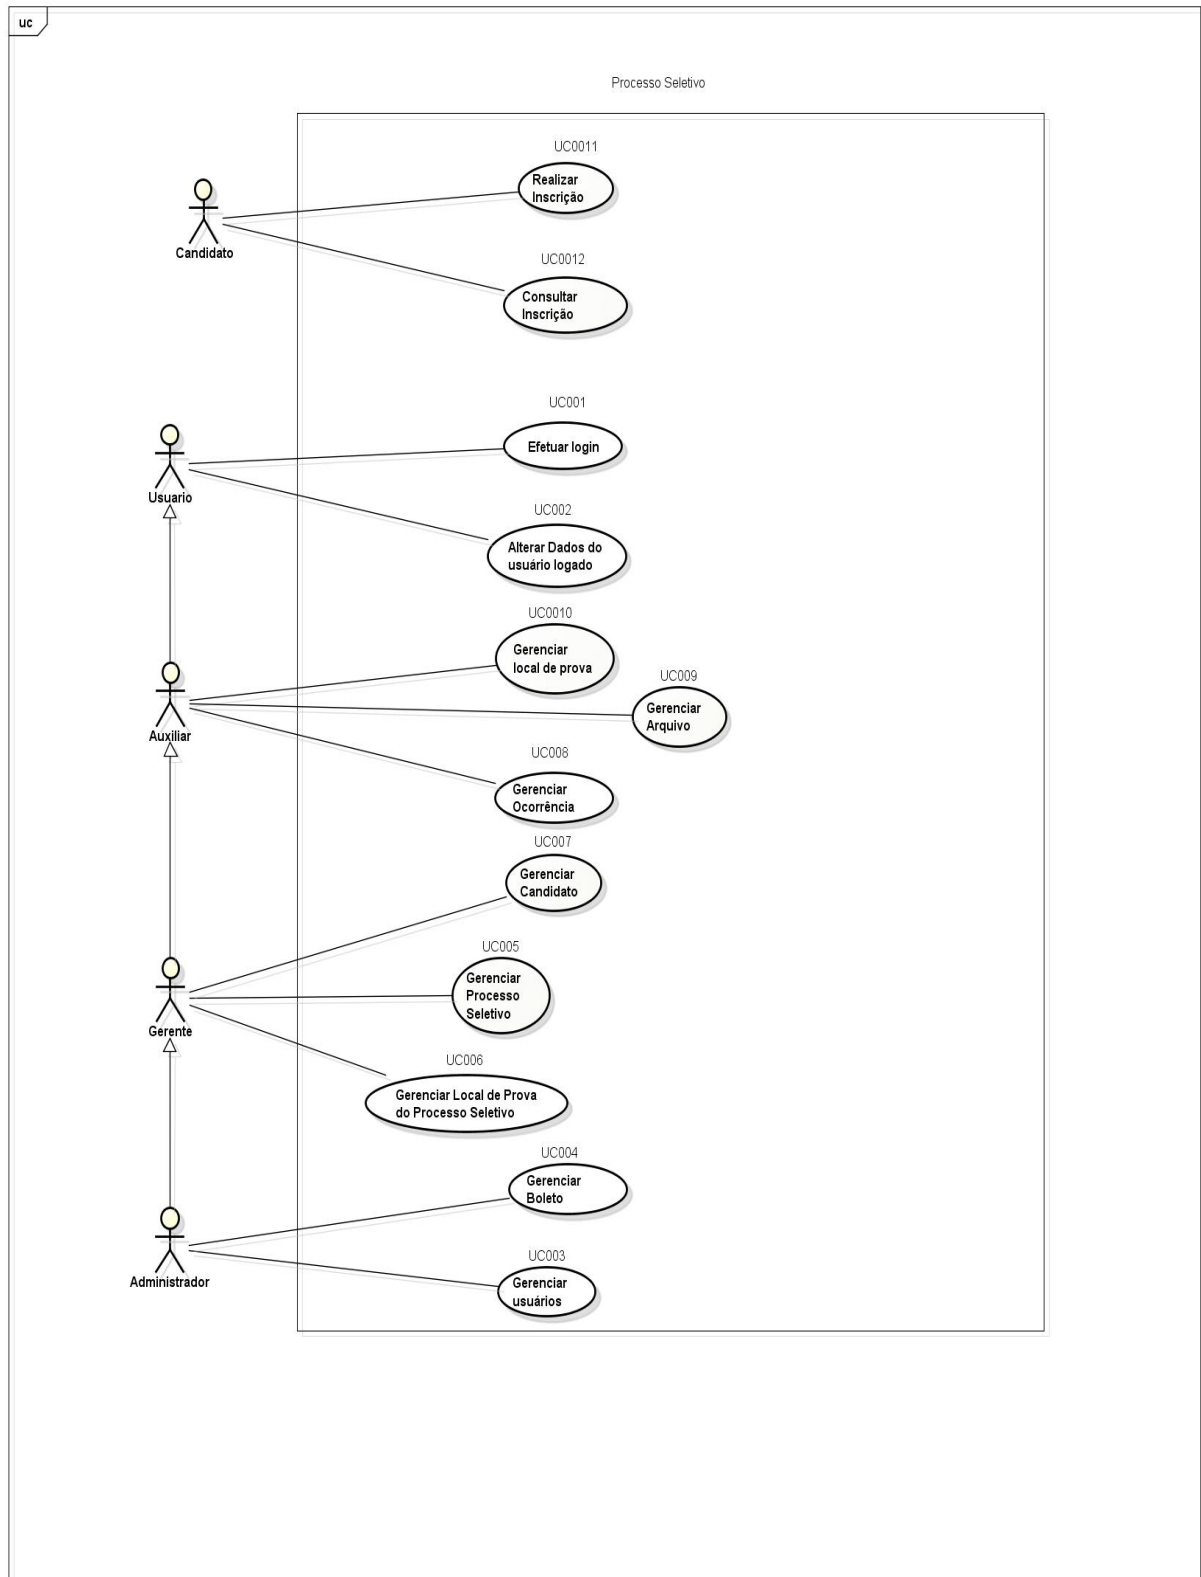 uc
Processo Seletivo
UC0011
Realizar
Inscrição
Candidato
UC0012
Consultar
Inscrição
UC001
Efetuar login
Usuario
UC002
Alterar Dados do
usuário logado
UC0010
Gerenciar
local de prova
UC009
Gerenciar
Arquivo
Auxiliar
UC008
Gerenciar
Ocorrência
UC007
Gerenciar
Candidato
UC005
Gerenciar
Processo
Seletivo
Gerente
UC006
Gerenciar Local de Prova
do Processo Seletivo
UC004
Gerenciar
Boleto
UC003
Gerenciar
usuários
Administrador